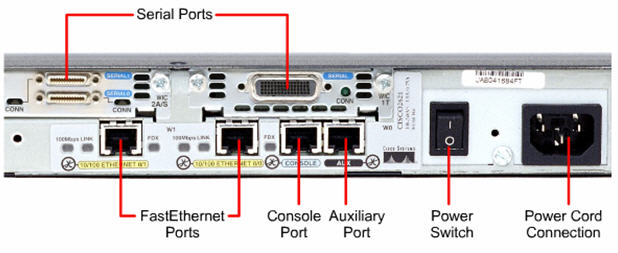 Serial Ports
SERIAL1
SERIAL0
CONN
CONN
WIC
2A/S
SERIAL
CONN
WIC
1T
CISCO2621
JAB041884FT
100Mbps LINK
FDX
W1
100Mbps LINK
FDX
W0
10/100 ETHERNET 0/1
10/100 ETHERNET 0/0
CONSOLE
AUX
CISCO SYSTEMS
FastEthernet
Ports
Console
Port
Auxiliary
Port
Power
Switch
Power Cord
Connection